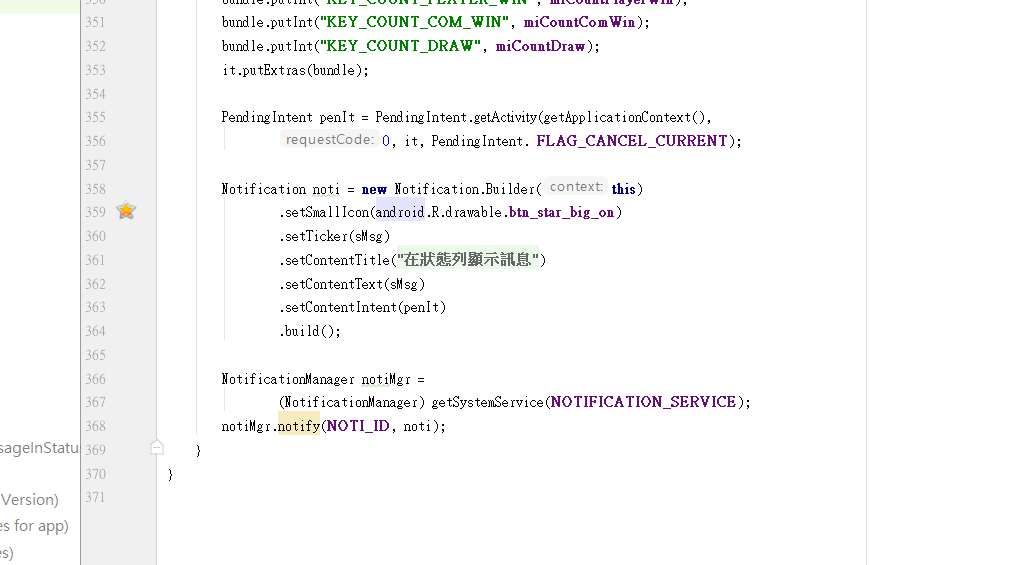 350 bundle.putInt("KEY_COUNT_PLAYER_WIN", miCountPlayerWin);
351 bundle.putInt("KEY_COUNT_COM_WIN", miCountComWin);
352 bundle.putInt("KEY_COUNT_DRAW", miCountDraw);
353 it.putExtras(bundle);
354
355 PendingIntent penIt = PendingIntent.getActivity(getApplicationContext(),
356 requestCode: 0, it, PendingIntent. FLAG_CANCEL_CURRENT);
357
358 Notification noti = new Notification.Builder( context: this)
359 .setSmallIcon(android.R.drawable.btn_star_big_on)
360 .setTicker(sMsg)
361 .setContentTitle("在狀態列顯示訊息")
362 .setContentText(sMsg)
363 .setContentIntent(penIt)
364 .build();
365
366 NotificationManager notiMgr =
367 (NotificationManager) getSystemService(NOTIFICATION_SERVICE);
368 notiMgr.notify(NOTI_ID, noti);
369 }
370 }
371
sageInStatu
Version)
es for app)
es)